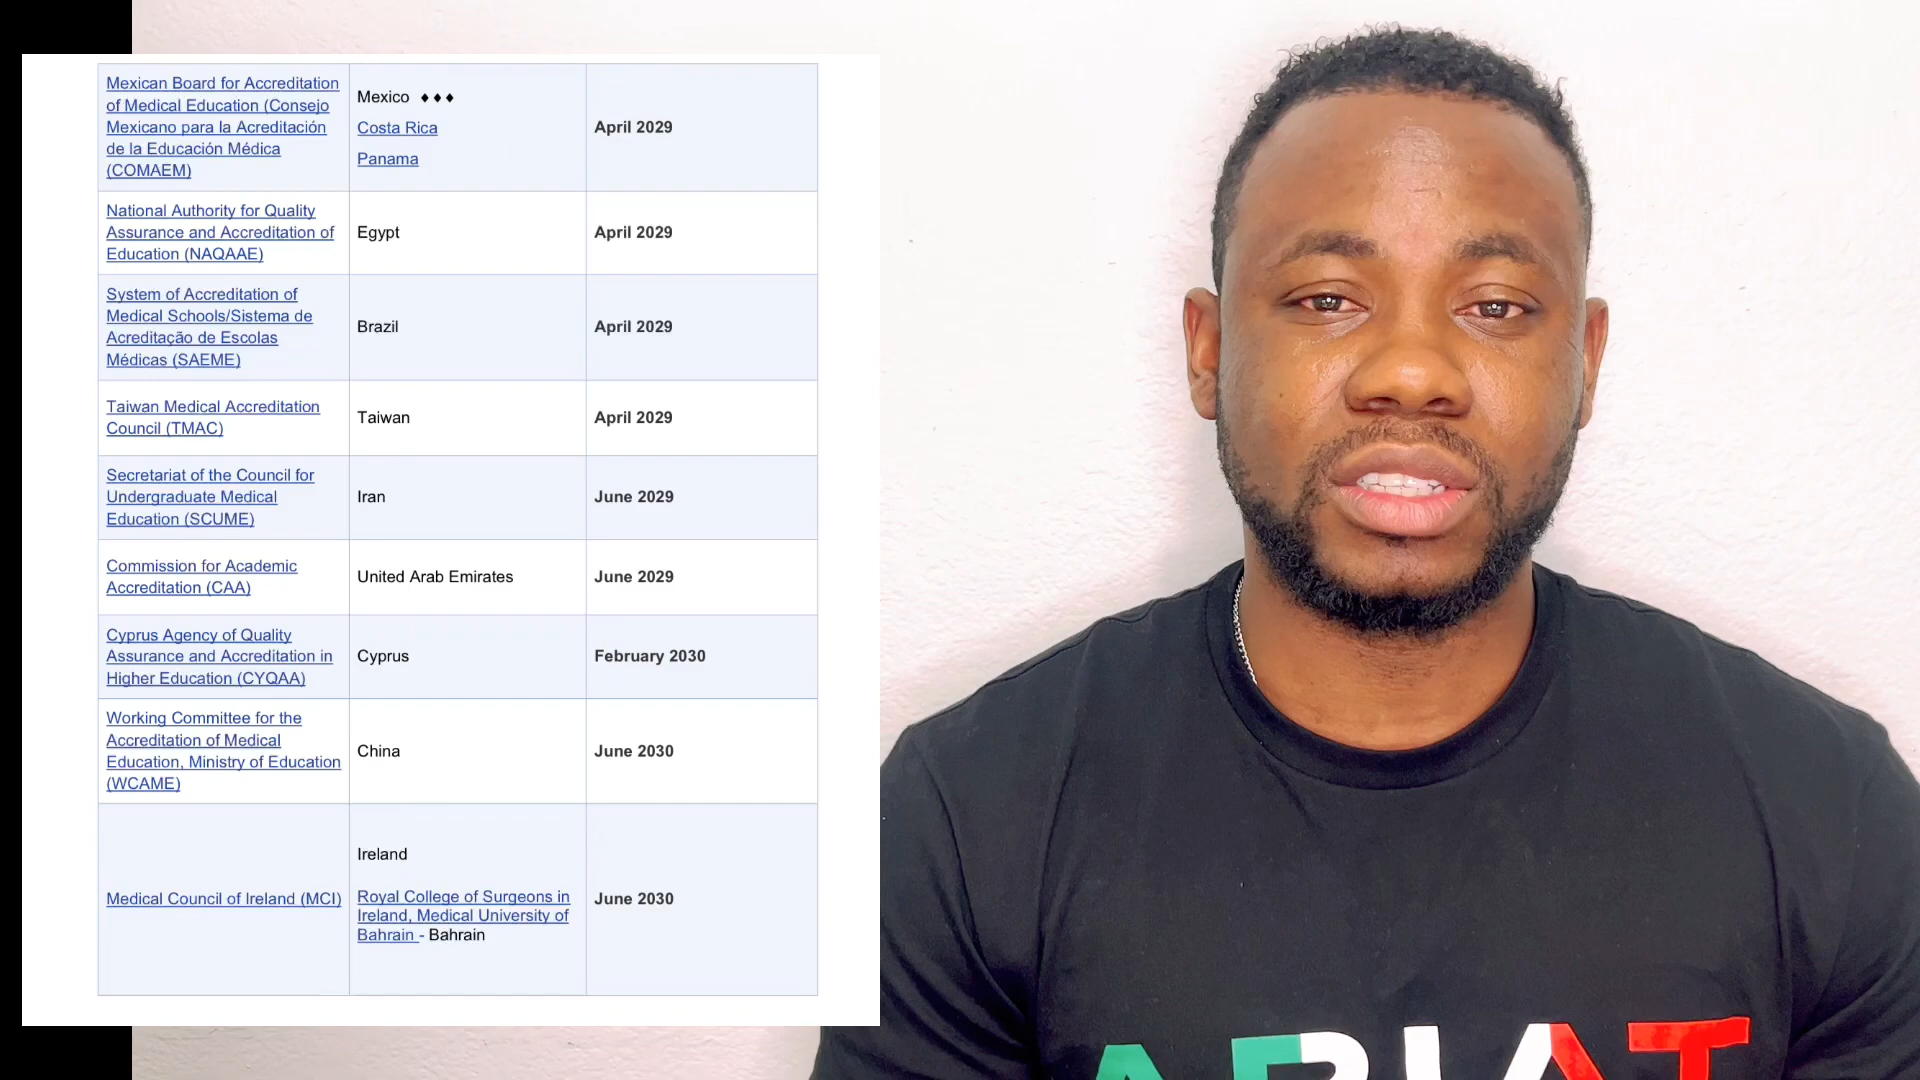 Mexican Board for Accreditation
of Medical Education (Consejo
Mexicano para la Acreditación
de la Educación Médica
(COMAEM)
Mexico ♦♦♦
Costa Rica
Panama
April 2029
National Authority for Quality
Assurance and Accreditation of
Education (NAQAAE)
Egypt
April 2029
System of Accreditation of
Medical Schools/Sistema de
Acreditação de Escolas
Médicas (SAEME)
Brazil
April 2029
Taiwan Medical Accreditation
Council (TMAC)
Taiwan
April 2029
Secretariat of the Council for
Undergraduate Medical
Education (SCUME)
Iran
June 2029
Commission for Academic
Accreditation (CAA)
United Arab Emirates
June 2029
Cyprus Agency of Quality
Assurance and Accreditation in
Higher Education (CYQAA)
Cyprus
February 2030
Working Committee for the
Accreditation of Medical
Education, Ministry of Education
(WCAME)
China
June 2030
Medical Council of Ireland (MCI)
Ireland
Royal College of Surgeons in
Ireland, Medical University of
Bahrain - Bahrain
June 2030